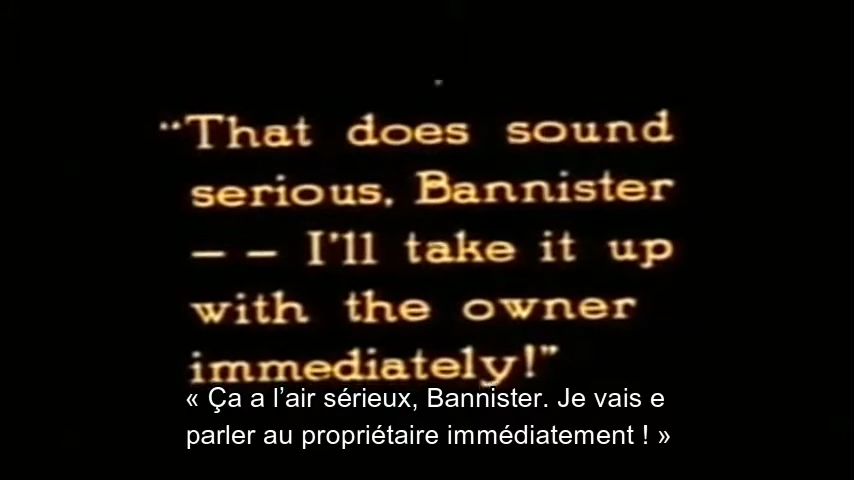 “That does sound
serious, Bannister
— — I'll take it up
with the owner
immediately!”
« Ça a l’air sérieux, Bannister. Je vais e
parler au propriétaire immédiatement ! »